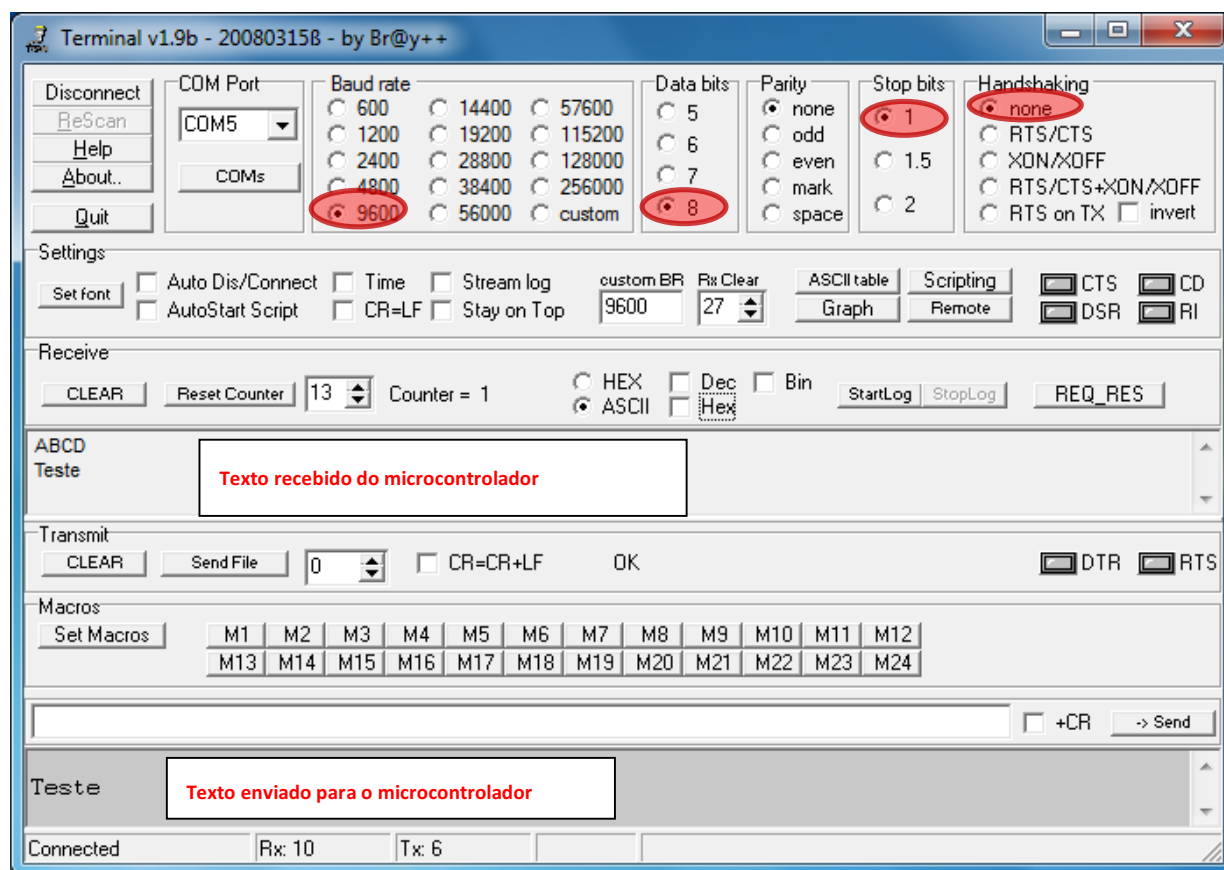 Terminal v1.9b - 20080315ß - by Br@y++
Disconnect
ReScan
Help
About..
Quit
COM Port
COM5
COMs
Baud rate
600 14400 57600
1200 19200 115200
2400 28800 128000
4800 38400 256000
9600 56000 custom
Data bits
5
6
7
8
Parity
none
odd
even
mark
space
Stop bits
1
1.5
2
Handshaking
none
RTS/CTS
XON/XOFF
RTS/CTS+XON/XOFF
RTS on TX invert
Settings
Set font
Auto Dis/Connect Time Stream log
AutoStart Script CR=LF Stay on Top
custom BR Rx Clear
9600 27
ASCII table Scripting
Graph Remote
CTS CD
DSR RI
Receive
CLEAR Reset Counter 13 Counter = 1
HEX Dec Bin
ASCII Hex
StartLog StopLog REQ_RES
ABCD
Teste
Texto recebido do microcontrolador
Transmit
CLEAR Send File 0 CR=CR+LF OK DTR RTS
Macros
Set Macros M1 M2 M3 M4 M5 M6 M7 M8 M9 M10 M11 M12
M13 M14 M15 M16 M17 M18 M19 M20 M21 M22 M23 M24
+CR -> Send
Teste
Texto enviado para o microcontrolador
Connected Rx: 10 Tx: 6